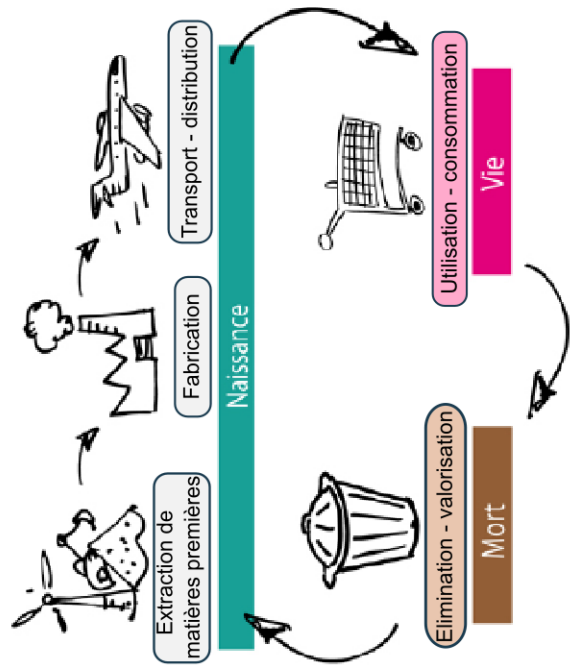 Extraction de
matières premières
Fabrication
Transport - distribution
Naissance
Utilisation - consommation
Vie
Elimination - valorisation
Mort